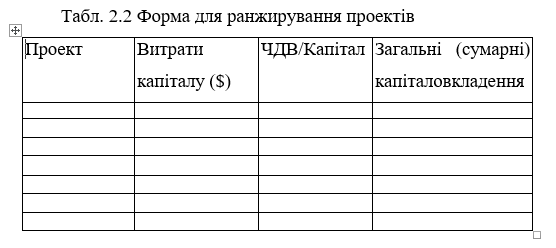 Табл. 2.2 Форма для ранжирування проектів
Проект
Витрати
капіталу ($)
ЧДВ/Капітал
Загальні (сумарні)
капіталовкладення